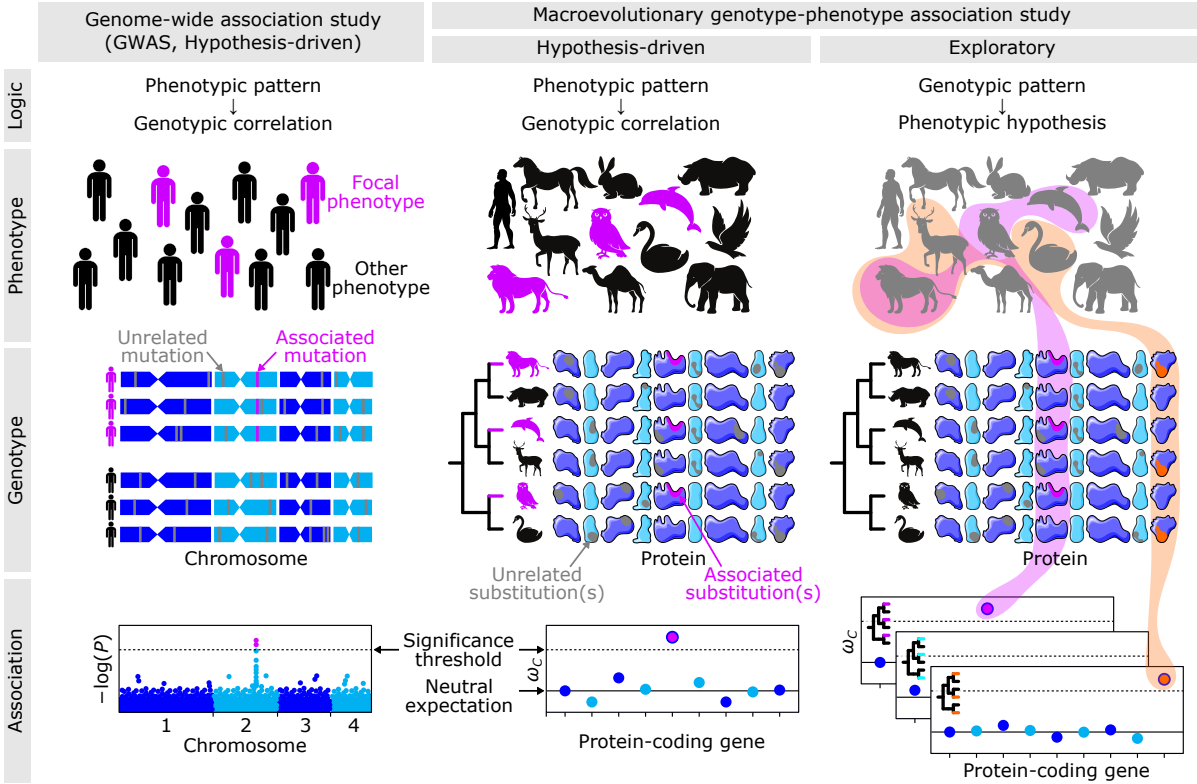 Genome-wide association study
(GWAS, Hypothesis-driven)
Macroevolutionary genotype-phenotype association study
Hypothesis-driven
Exploratory
Logic
Phenotypic pattern
↓
Genotypic correlation
Phenotypic pattern
↓
Genotypic correlation
Genotypic pattern
↓
Phenotypic hypothesis
Phenotype
Focal
phenotype
Other
phenotype
Genotype
Unrelated
mutation
Associated
mutation
Chromosome
Protein
Unrelated
substitution(s)
Associated
substitution(s)
Protein
Association
−log(P)
1 2 3 4
Chromosome
Significance
threshold
Neutral
expectation
ωC
Protein-coding gene
ωC
Protein-coding gene